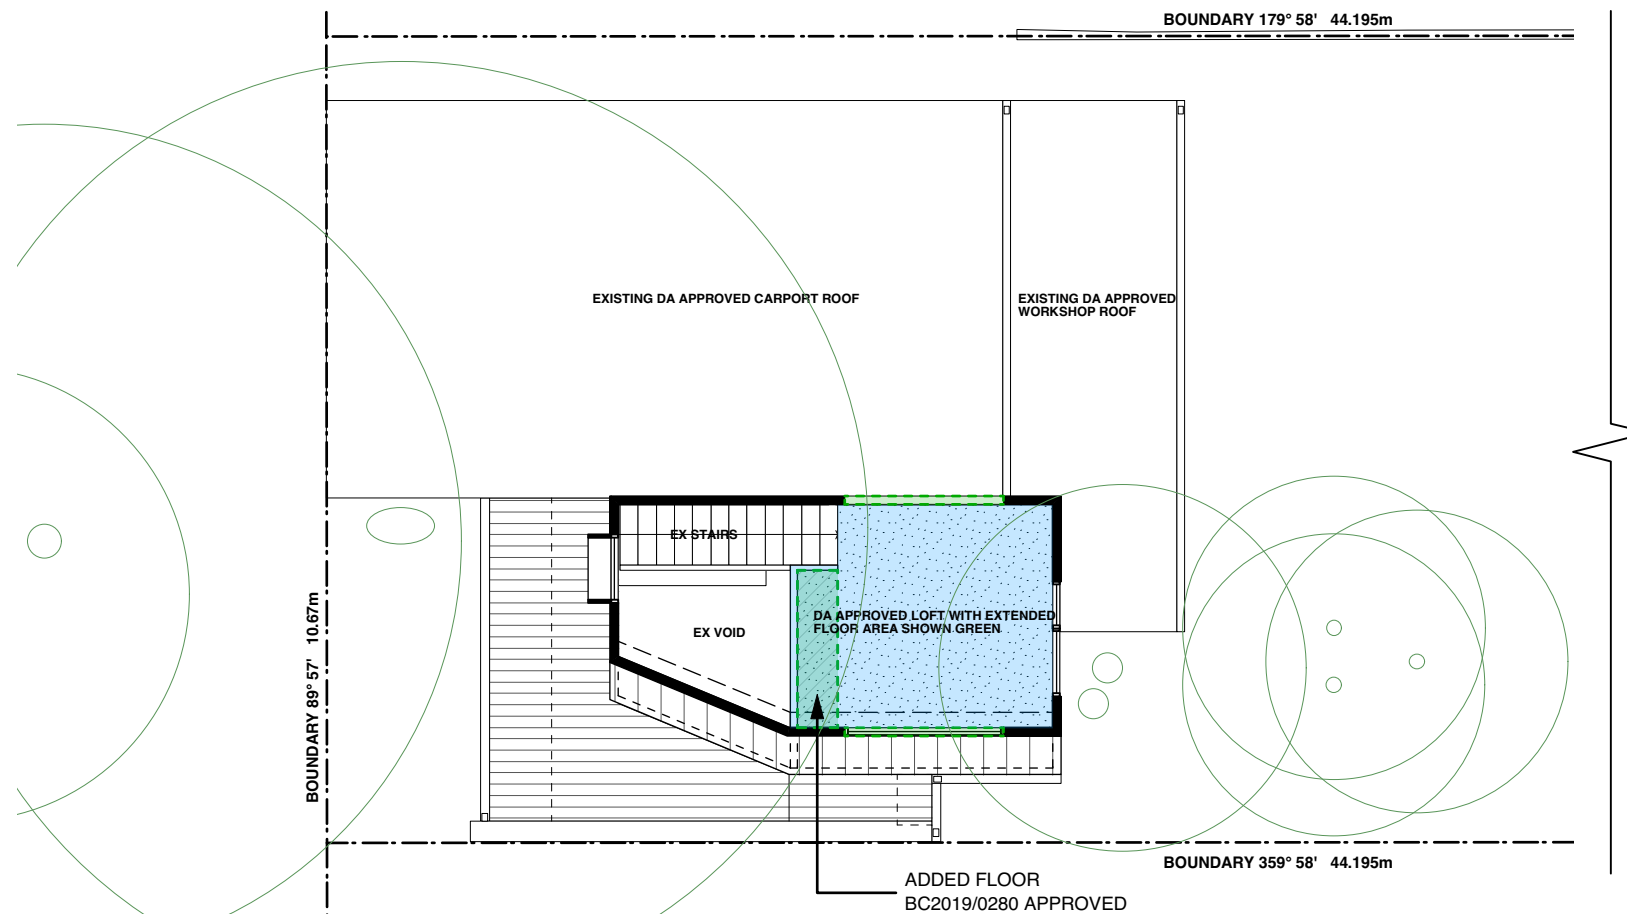 BOUNDARY 179° 58' 44.195m
EXISTING DA APPROVED CARPORT ROOF
EXISTING DA APPROVED
WORKSHOP ROOF
EX STAIRS
DA APPROVED LOFT WITH EXTENDED
FLOOR AREA SHOWN GREEN
EX VOID
BOUNDARY 89° 57' 10.67m
BOUNDARY 359° 58' 44.195m
ADDED FLOOR
BC2019/0280 APPROVED